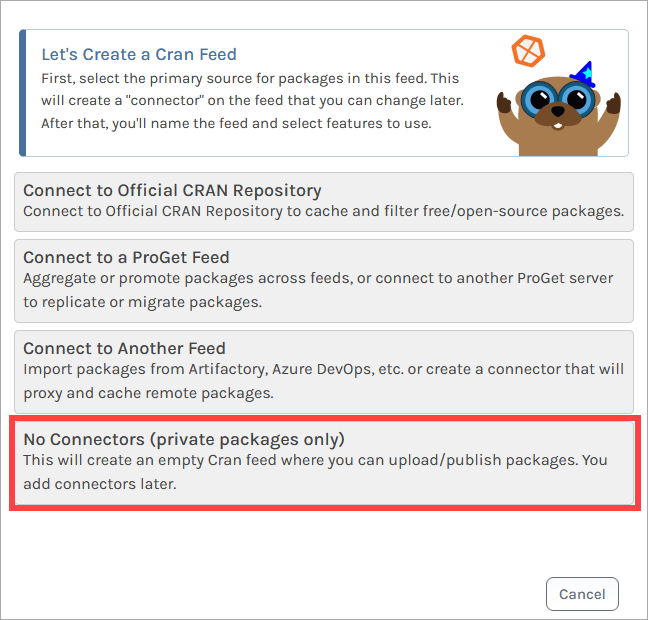 Let's Create a Cran Feed
First, select the primary source for packages in this feed. This
will create a "connector" on the feed that you can change later.
After that, you'll name the feed and select features to use.
Connect to Official CRAN Repository
Connect to Official CRAN Repository to cache and filter free/open-source packages.
Connect to a ProGet Feed
Aggregate or promote packages across feeds, or connect to another ProGet server
to replicate or migrate packages.
Connect to Another Feed
Import packages from Artifactory, Azure DevOps, etc. or create a connector that will
proxy and cache remote packages.
No Connectors (private packages only)
This will create an empty Cran feed where you can upload/publish packages. You
add connectors later.
Cancel